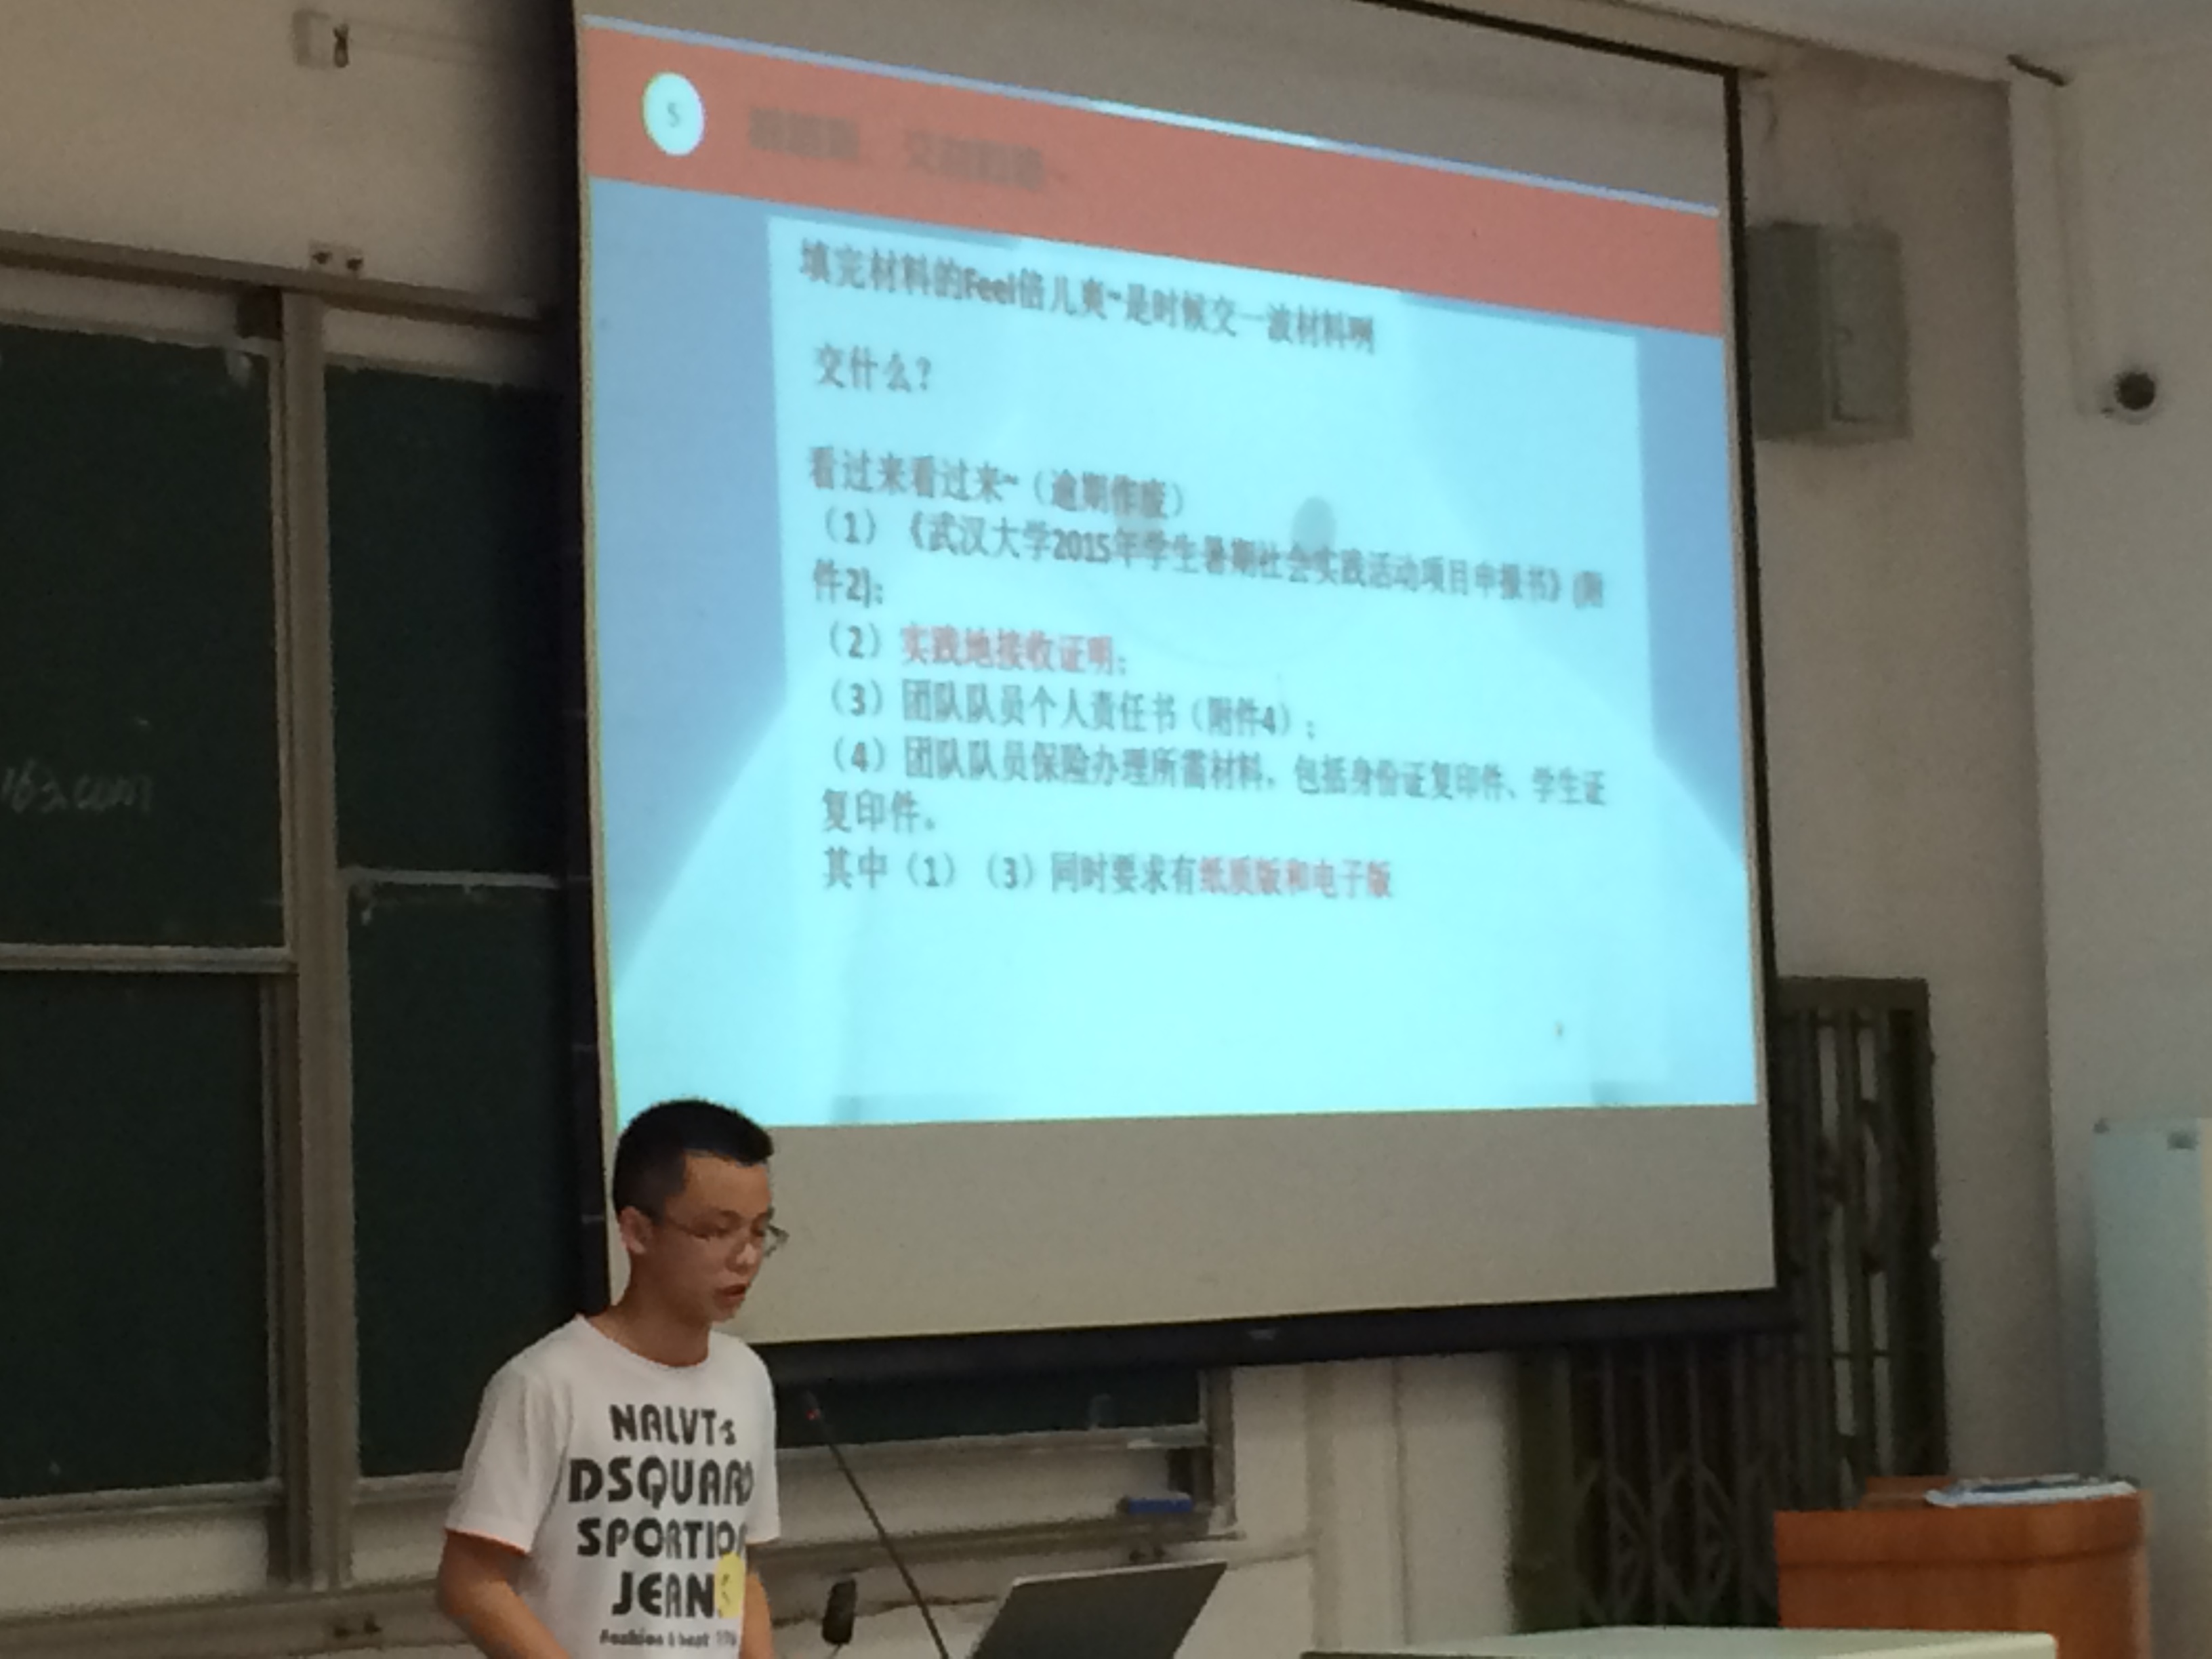 5
填完材料的Feel倍儿爽~是时候交一波材料咧
交什么？
看过来看过来~（逾期作废）
（1）《武汉大学2015年学生暑期社会实践活动项目申报书》(附
件2)；
（2）实践地接收证明；
（3）团队队员个人责任书（附件4）；
（4）团队队员保险办理所需材料，包括身份证复印件、学生证
复印件。
其中（1）（3）同时要求有纸质版和电子版
163.com
NALVTs
DSQUARD
SPORTION
JEANS